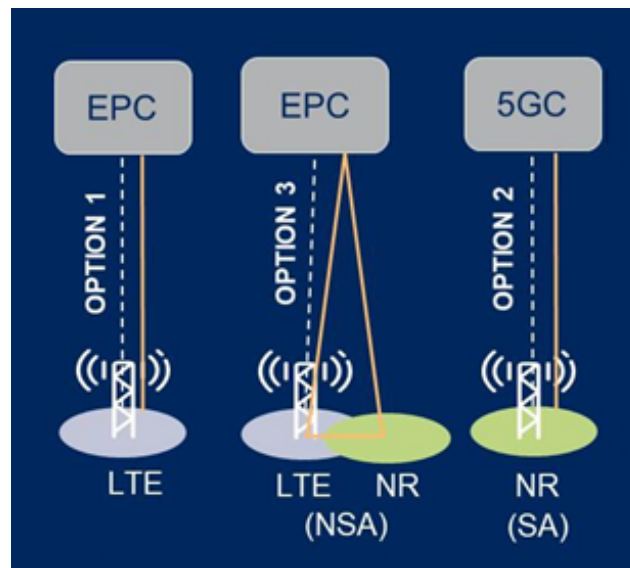 EPC
EPC
5GC
OPTION 1
OPTION 3
OPTION 2
LTE
LTE NR
(NSA)
NR
(SA)